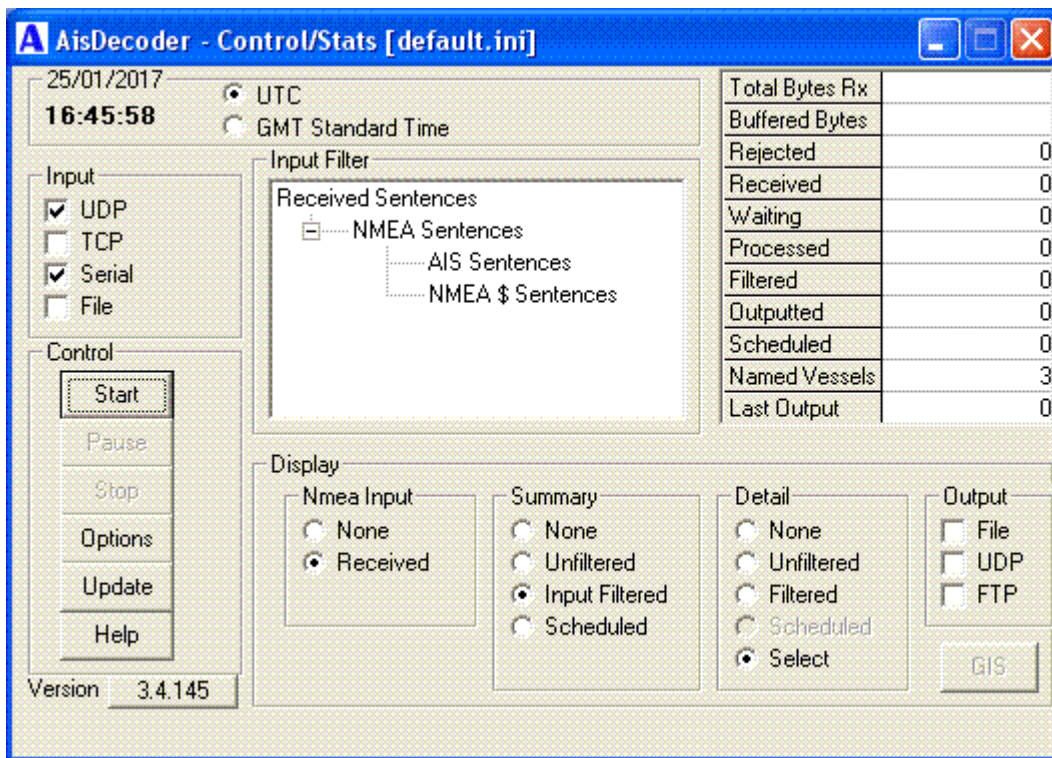 AisDecoder - Control/Stats [default.ini]
25/01/2017
16:45:58
UTC
GMT Standard Time
Input
UDP
TCP
Serial
File
Control
Start
Pause
Stop
Options
Update
Help
Version 3.4.145
Input Filter
Received Sentences
NMEA Sentences
AIS Sentences
NMEA $ Sentences
Total Bytes Rx
Buffered Bytes
Rejected 0
Received 0
Waiting 0
Processed 0
Filtered 0
Outputted 0
Scheduled 0
Named Vessels 3
Last Output 0
Display
Nmea Input
None
Received
Summary
None
Unfiltered
Input Filtered
Scheduled
Detail
None
Unfiltered
Filtered
Scheduled
Select
Output
File
UDP
FTP
GIS